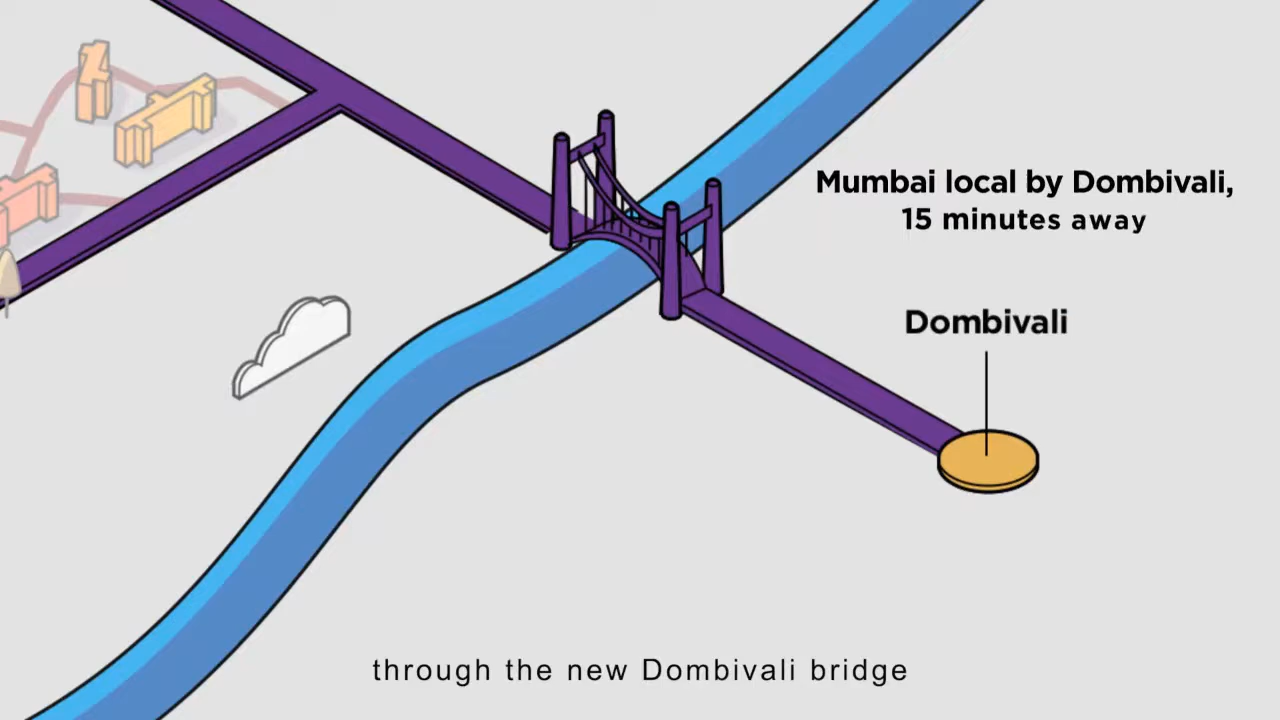 Mumbai local by Dombivali,
15 minutes away
Dombivali
through the new Dombivali bridge